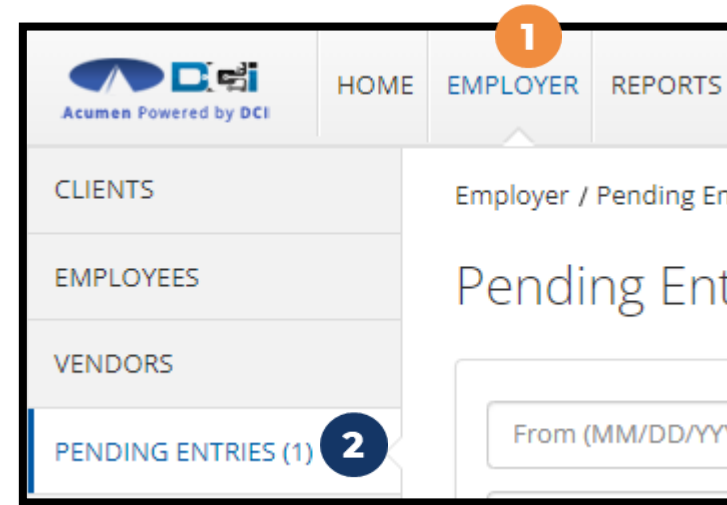 1
DCi
HOME EMPLOYER REPORTS
Acumen Powered by DCI
CLIENTS
Employer / Pending En
EMPLOYEES
Pending Ent
VENDORS
From (MM/DD/YY
PENDING ENTRIES (1) 2